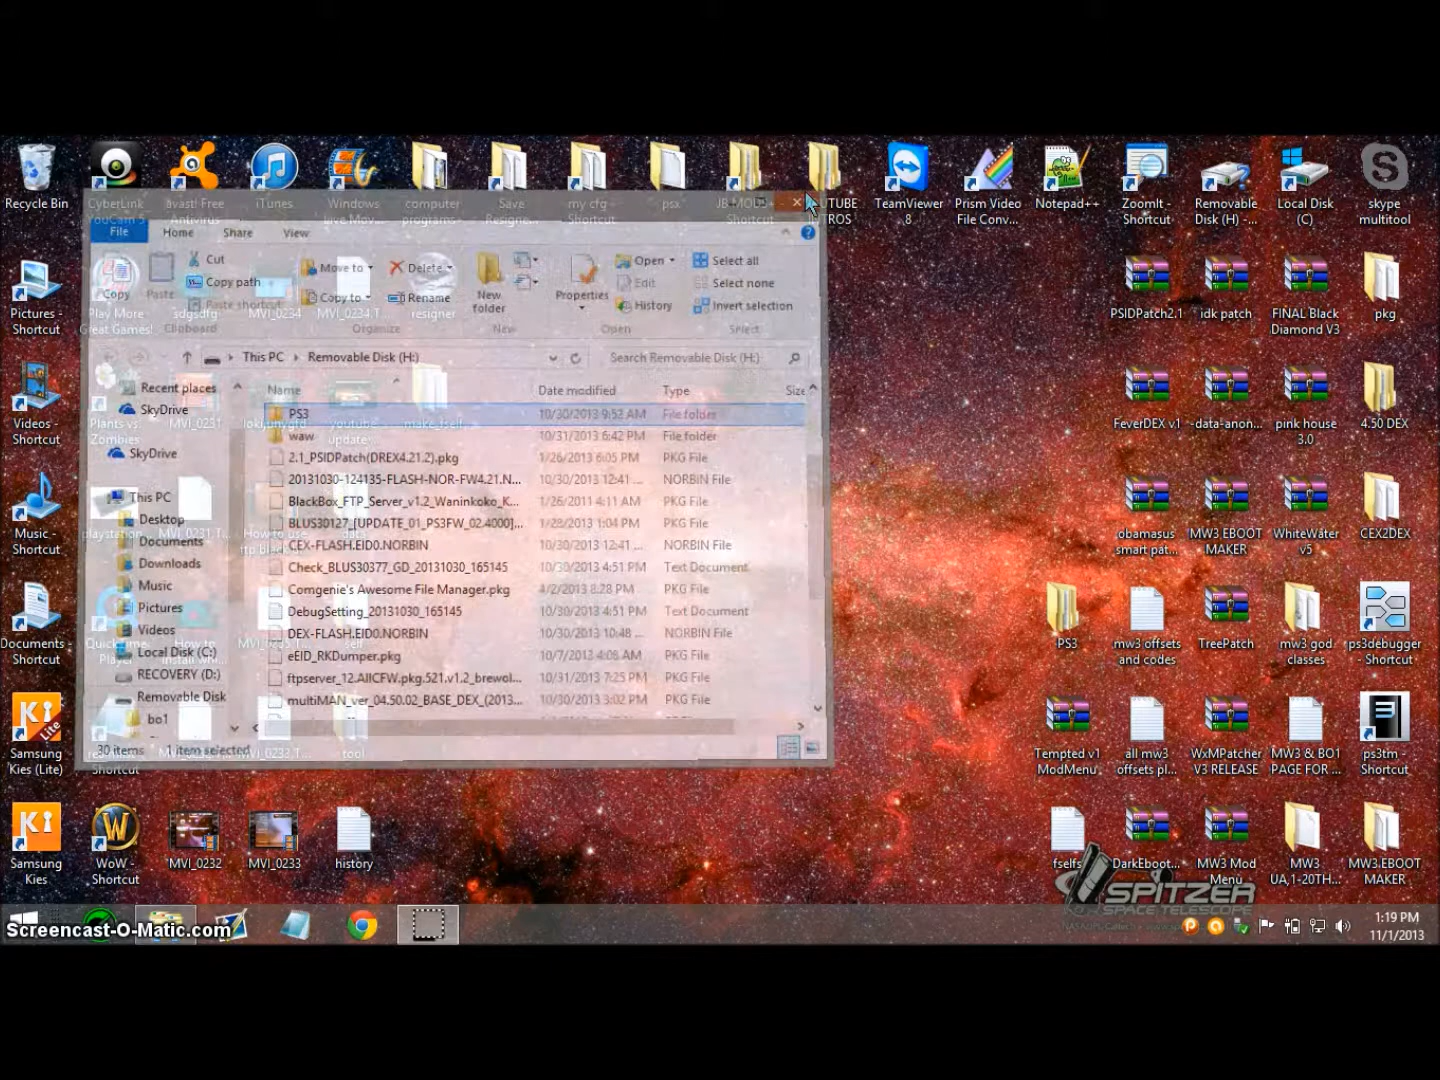 Recycle Bin
CyberLink
YouCam 5
avast! Free
Antivirus
iTunes
Windows
Live Mov...
computer
programs-...
Save
Resigne...
my cfg -
Shortcut
psx
JB MODS -
Shortcut
TeamViewer
8
Prism Video
File Conv...
Notepad++
ZoomIt -
Shortcut
Removable
Disk (H) -...
Local Disk
(C)
skype
multitool
File
Home
Share
View
Cut
Copy path
Paste shortcut
Copy
Paste
Clipboard
Move to
Copy to
Delete
Rename
Organize
New
folder
New
Properties
Open
Edit
History
Open
Select all
Select none
Invert selection
Select
Pictures -
Shortcut
Play More
Great Games!
sdgsdfg
MVI_0234
MVI_0234.T...
resigner
PSIDPatch2.1
idk patch
FINAL Black
Diamond V3
pkg
This PC
Removable Disk (H:)
Search Removable Disk (H:)
Recent places
SkyDrive
SkyDrive
This PC
Desktop
Documents
Downloads
Music
Pictures
Videos
Local Disk (C:)
RECOVERY (D:)
Removable Disk
bo1
Name
Date modified
Type
Size
PS3 10/30/2013 9:52 AM File folder
waw 10/31/2013 6:42 PM File folder
2.1_PSIDPatch(DREX4.21.2).pkg 1/26/2013 6:05 PM PKG File
20131030-124135-FLASH-NOR-FW4.21.N... 10/30/2013 12:41 ... NORBIN File
BlackBox_FTP_Server_v1.2_Waninkoko_K... 1/26/2011 4:11 AM PKG File
BLUS30127_[UPDATE_01_PS3FW_02.4000]... 1/28/2013 1:04 PM PKG File
CEX-FLASH.EID0.NORBIN 10/30/2013 12:41 ... NORBIN File
Check_BLUS30377_GD_20131030_165145 10/30/2013 4:51 PM Text Document
Comgenie's Awesome File Manager.pkg 4/2/2013 8:28 PM PKG File
DebugSetting_20131030_165145 10/30/2013 4:51 PM Text Document
DEX-FLASH.EID0.NORBIN 10/30/2013 10:48 ... NORBIN File
eEID_RKDumper.pkg 10/7/2013 4:08 AM PKG File
ftpserver_12.AllCFW.pkg.521.v1.2_brewol... 10/31/2013 7:25 PM PKG File
multiMAN_ver_04.50.02_BASE_DEX_(2013... 10/30/2013 3:02 PM PKG File
30 items
1 item selected
Videos -
Shortcut
Plants vs.
Zombies
MVI_0231
make_fself...
FeverDEX v1
-data-anon...
pink house
3.0
4.50 DEX
Music -
Shortcut
obamasus
smart pat...
MW3 EBOOT
MAKER
WhiteWater
v5
CEX2DEX
Documents -
Shortcut
PS3
mw3 offsets
and codes
TreePatch
mw3 god
classes
ps3debugger
- Shortcut
Samsung
Kies (Lite)
Shortcut
tool
Tempted v1
ModMenu...
all mw3
offsets pl...
WxMPatcher
V3 RELEASE
MW3 & BO1
PAGE FOR ...
ps3tm -
Shortcut
Samsung
Kies
WoW -
Shortcut
MVI_0232
MVI_0233
history
fselfs
DarkEboot...
MW3 Mod
Menu
MW3
UA,1-20TH...
MW3.EBOOT
MAKER
SPITZER
SPACE TELESCOPE
Screencast-O-Matic.com
1:19 PM
11/1/2013